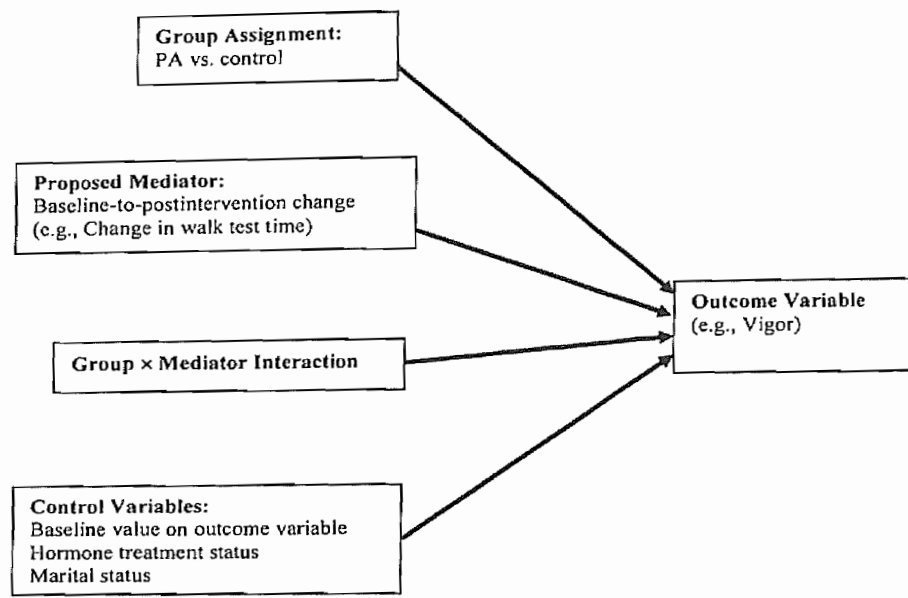 Group Assignment:
PA vs. control
Proposed Mediator:
Baseline-to-postintervention change
(e.g., Change in walk test time)
Outcome Variable
(e.g., Vigor)
Group × Mediator Interaction
Control Variables:
Baseline value on outcome variable
Hormone treatment status
Marital status